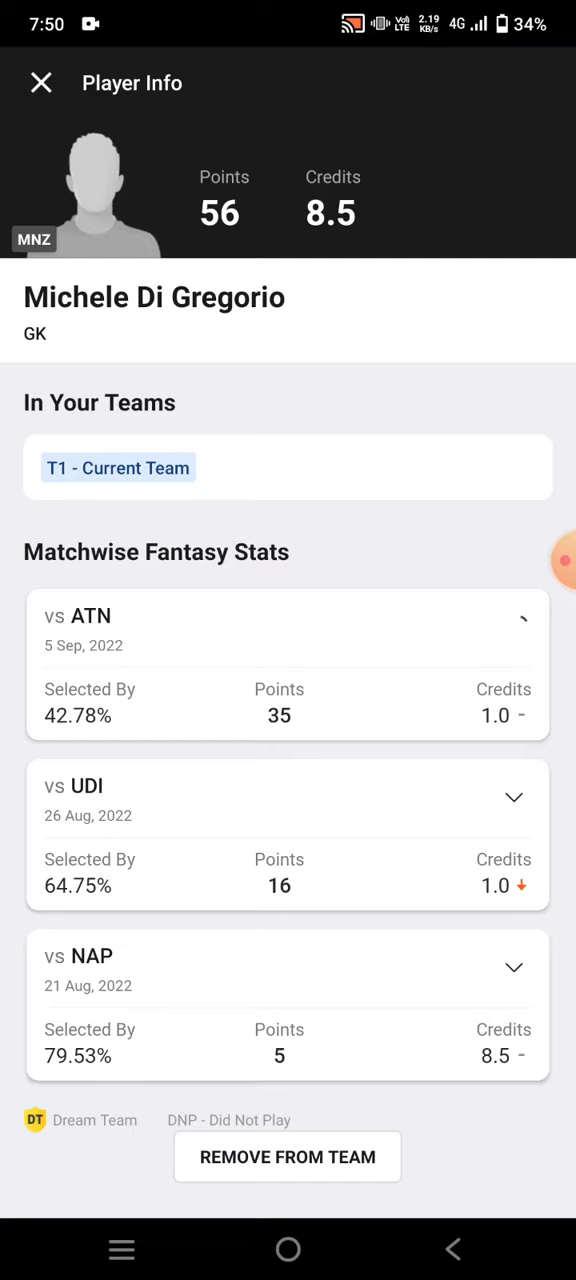 7:50
Vo) LTE 2.19 KB/s 4G 34%
Player Info
Points Credits
56 8.5
MNZ
Michele Di Gregorio
GK
In Your Teams
T1 - Current Team
Matchwise Fantasy Stats
vs ATN
5 Sep, 2022
Selected By Points Credits
42.78% 35 1.0 -
vs UDI
26 Aug, 2022
Selected By Points Credits
64.75% 16 1.0
vs NAP
21 Aug, 2022
Selected By Points Credits
79.53% 5 8.5 -
DT Dream Team DNP - Did Not Play
REMOVE FROM TEAM